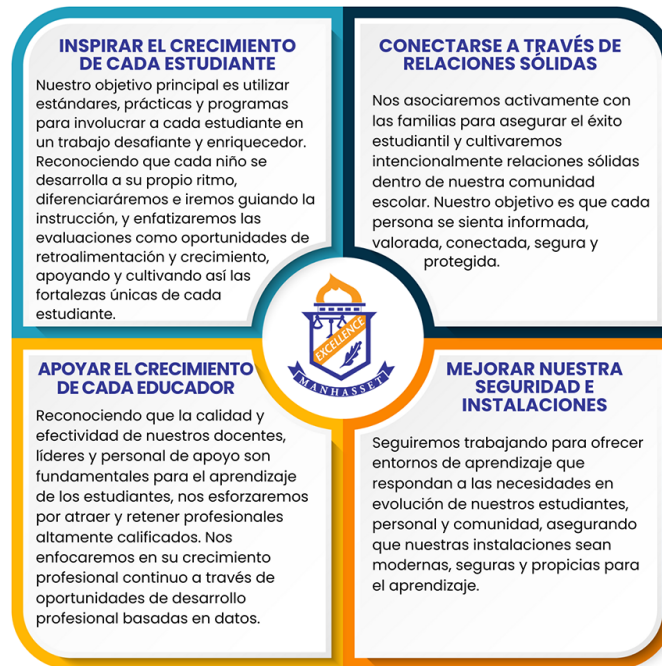 INSPIRAR EL CRECIMIENTO
DE CADA ESTUDIANTE
Nuestro objetivo principal es utilizar
estándares, prácticas y programas
para involucrar a cada estudiante en
un trabajo desafiante y enriquecedor.
Reconociendo que cada niño se
desarrolla a su propio ritmo,
diferenciaráremos e iremos guiando la
instrucción, y enfatizaremos las
evaluaciones como oportunidades de
retroalimentación y crecimiento,
apoyando y cultivando así las
fortalezas únicas de cada
estudiante.
CONECTARSE A TRAVÉS DE
RELACIONES SÓLIDAS
Nos asociaremos activamente con
las familias para asegurar el éxito
estudiantil y cultivaremos
intencionalmente relaciones sólidas
dentro de nuestra comunidad
escolar. Nuestro objetivo es que cada
persona se sienta informada,
valorada, conectada, segura y
protegida.
EXCELLENCE
MANHASSET
APOYAR EL CRECIMIENTO
DE CADA EDUCADOR
Reconociendo que la calidad y
efectividad de nuestros docentes,
líderes y personal de apoyo son
fundamentales para el aprendizaje
de los estudiantes, nos esforzaremos
por atraer y retener profesionales
altamente calificados. Nos
enfocaremos en su crecimiento
profesional continuo a través de
oportunidades de desarrollo
profesional basadas en datos.
MEJORAR NUESTRA
SEGURIDAD E
INSTALACIONES
Seguiremos trabajando para ofrecer
entornos de aprendizaje que
respondan a las necesidades en
evolución de nuestros estudiantes,
personal y comunidad, asegurando
que nuestras instalaciones sean
modernas, seguras y propicias para
el aprendizaje.